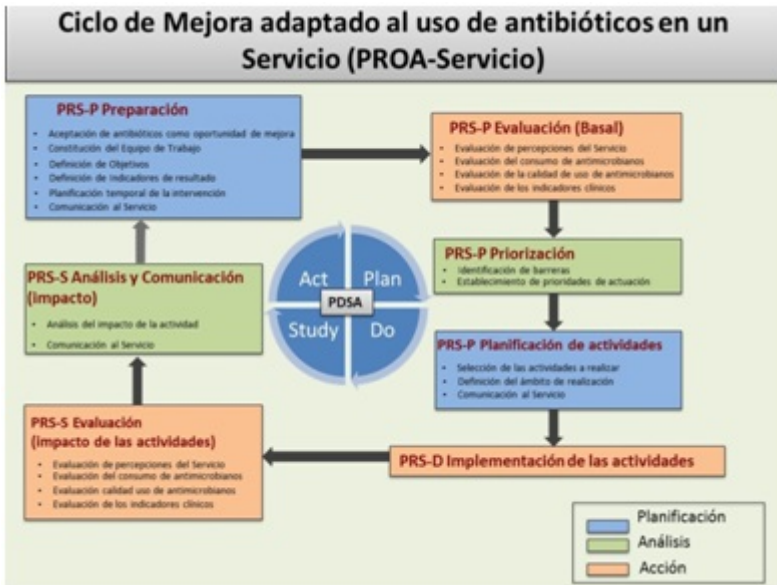 Ciclo de Mejora adaptado al uso de antibióticos en un
Servicio (PROA-Servicio)
PRS-P Preparación
• Aceptación de antibióticos como oportunidad de mejora
• Constitución del Equipo de Trabajo
• Definición de Objetivos
• Definición de Indicadores de resultado
• Planificación temporal de la intervención
• Comunicación al Servicio
PRS-P Evaluación (Basal)
• Evaluación de percepciones del Servicio
• Evaluación del consumo de antimicrobianos
• Evaluación de la calidad de uso de antimicrobianos
• Evaluación de los indicadores clínicos
PRS-P Priorización
• Identificación de barreras
• Establecimiento de prioridades de actuación
PRS-P Planificación de actividades
• Selección de las actividades a realizar
• Definición del ámbito de realización
• Comunicación al Servicio
PRS-D Implementación de las actividades
PRS-S Evaluación
(impacto de las actividades)
• Evaluación de percepciones del Servicio
• Evaluación del consumo de antimicrobianos
• Evaluación calidad uso de antimicrobianos
• Evaluación de los indicadores clínicos
PRS-S Análisis y Comunicación
(impacto)
• Análisis del impacto de la actividad
• Comunicación al Servicio
Act Plan
PDSA
Study Do
Planificación
Análisis
Acción